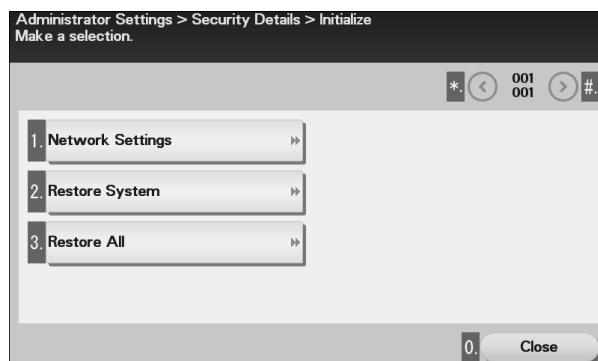 Administrator Settings > Security Details > Initialize
Make a selection.
*. 001 #.
001
1. Network Settings
2. Restore System
3. Restore All
0. Close